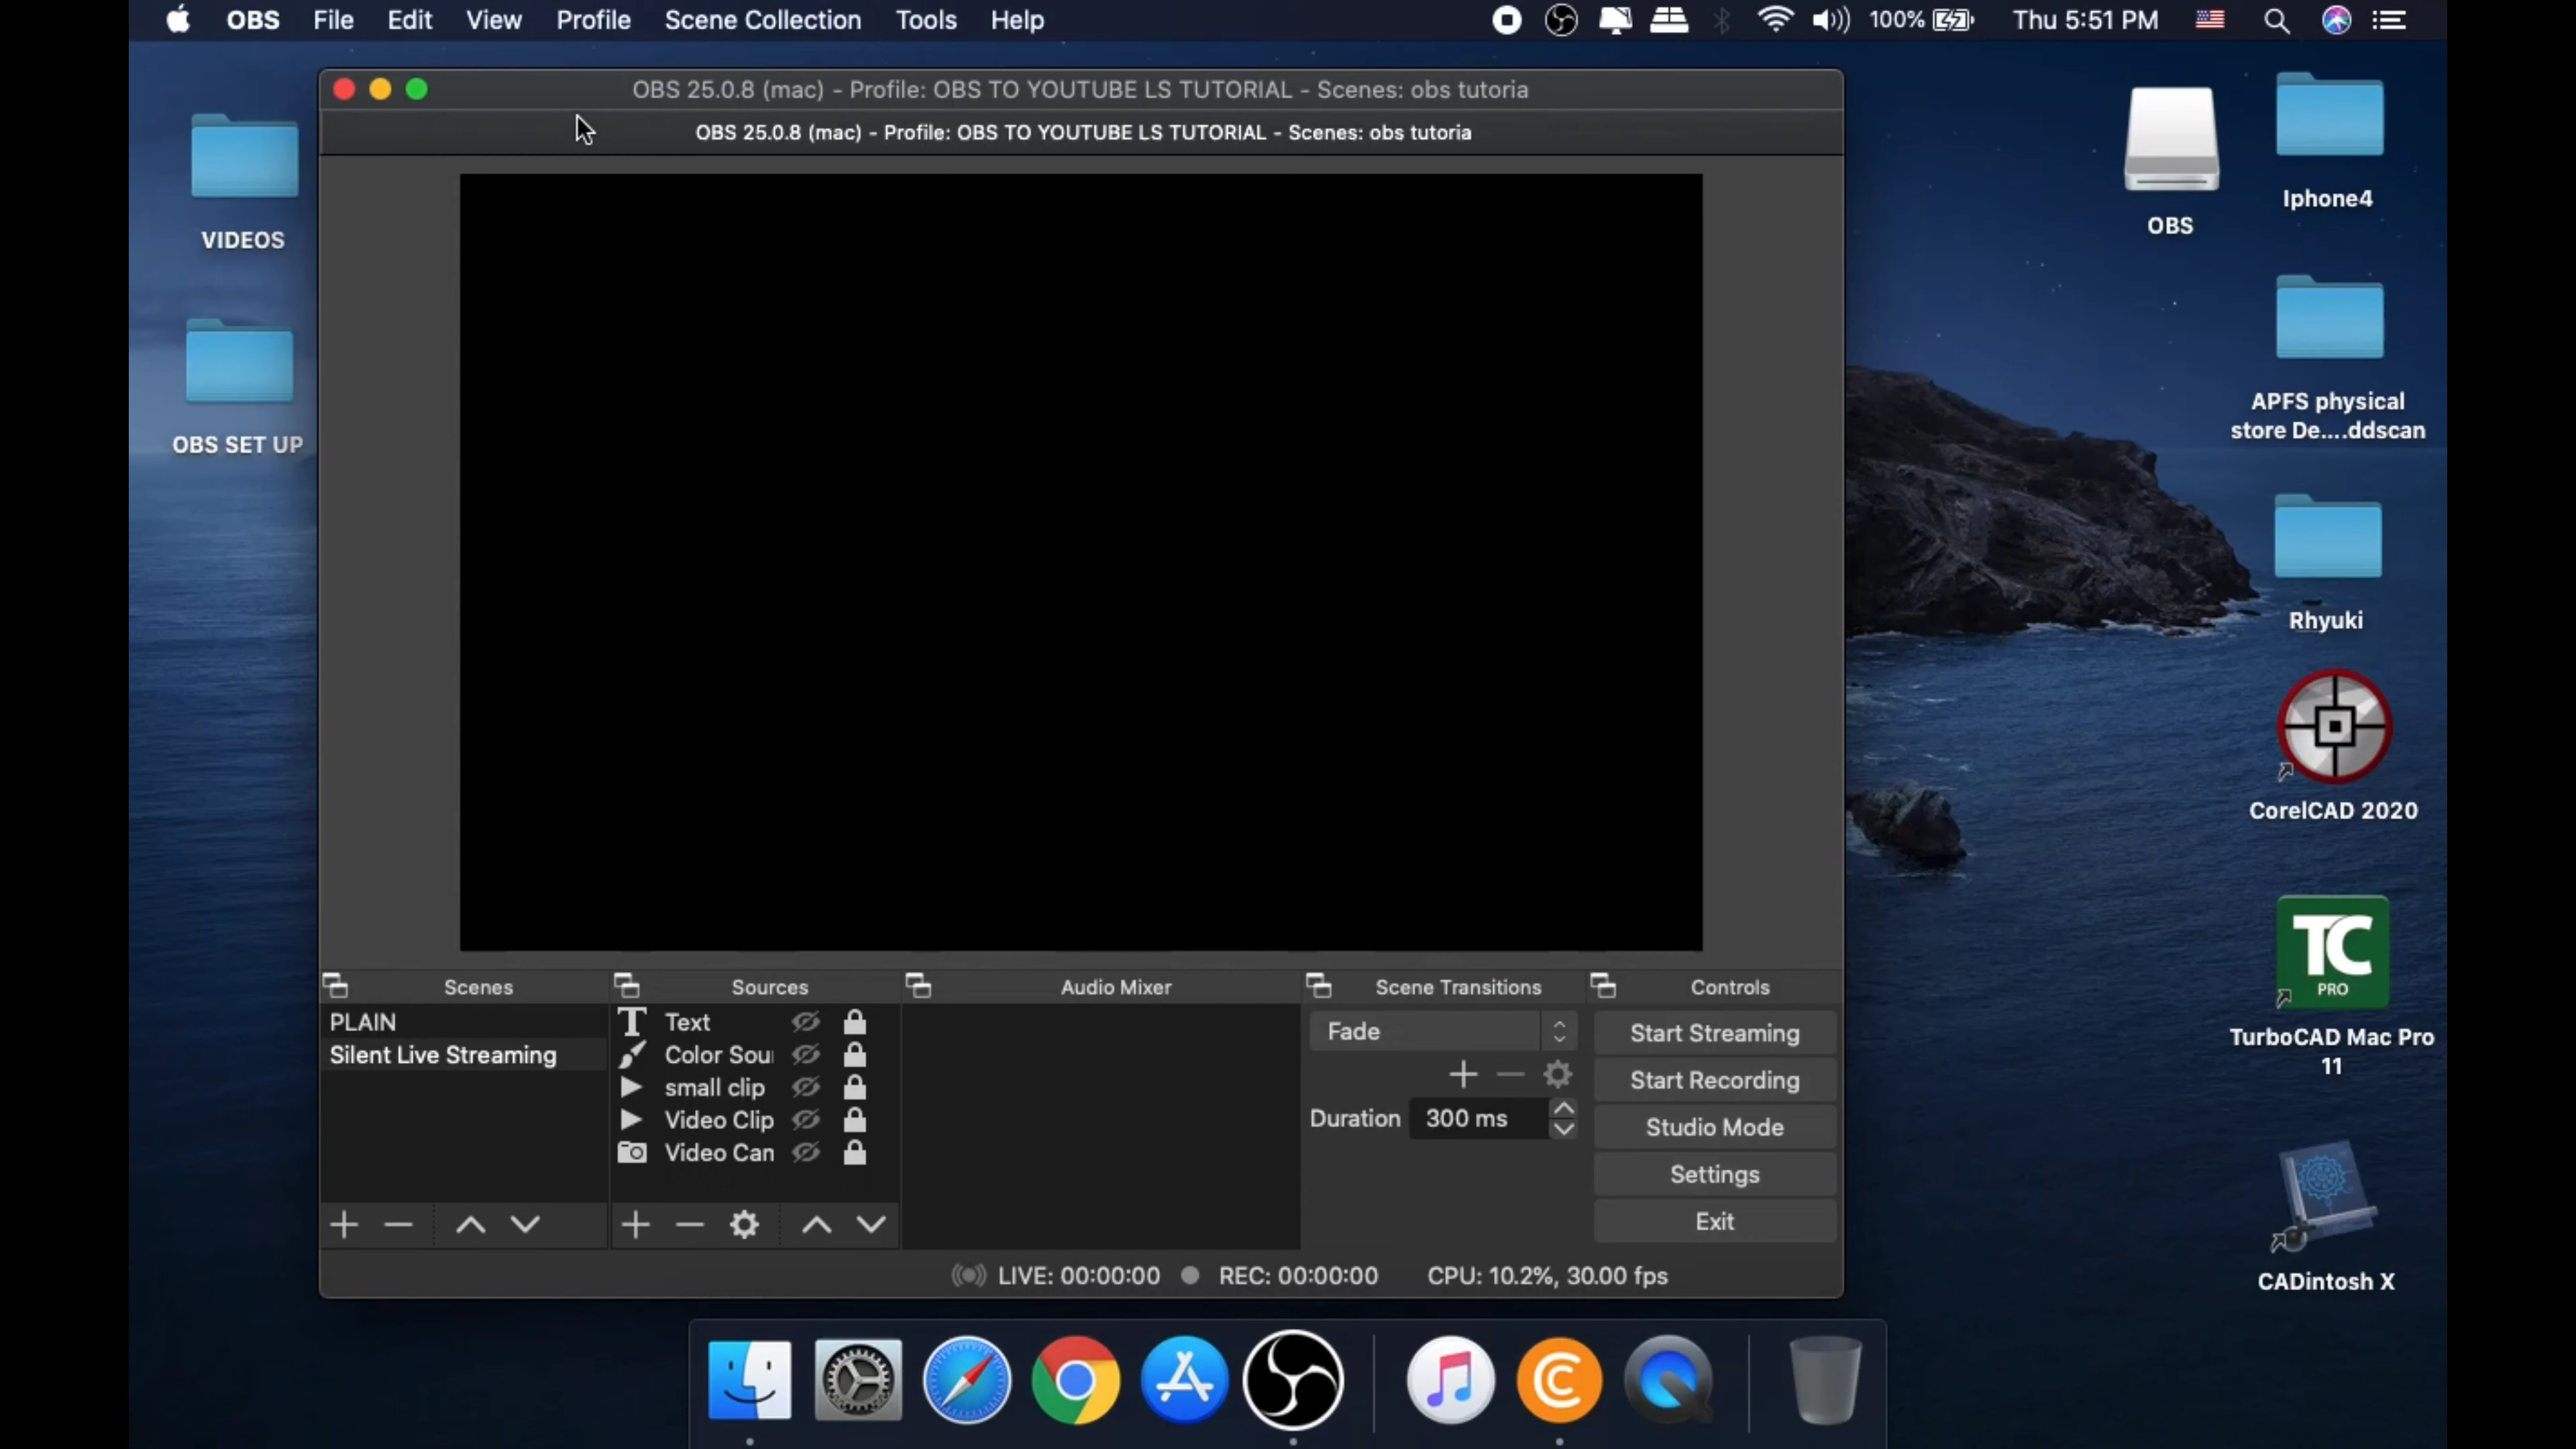 OBS File Edit View Profile Scene Collection Tools Help 100% Thu 5:51 PM
OBS 25.0.8 (mac) - Profile: OBS TO YOUTUBE LS TUTORIAL - Scenes: obs tutoria
OBS 25.0.8 (mac) - Profile: OBS TO YOUTUBE LS TUTORIAL - Scenes: obs tutoria
VIDEOS
OBS SET UP
OBS
Iphone4
APFS physical
store De....ddscan
Rhyuki
CorelCAD 2020
TC
PRO
TurboCAD Mac Pro
11
CADintosh X
Scenes
PLAIN
Silent Live Streaming
Sources
Text
Color Sou
small clip
Video Clip
Video Can
Audio Mixer
Scene Transitions
Fade
Duration 300 ms
Controls
Start Streaming
Start Recording
Studio Mode
Settings
Exit
LIVE: 00:00:00 REC: 00:00:00 CPU: 10.2%, 30.00 fps